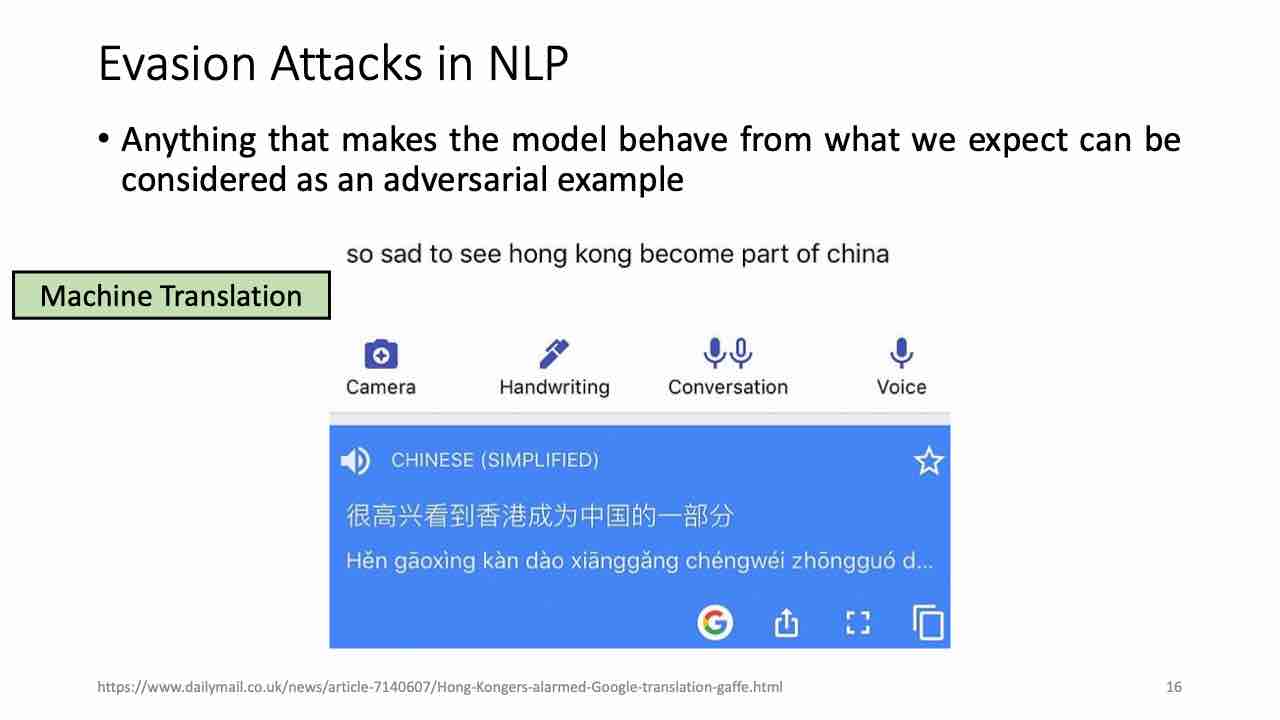 Evasion Attacks in NLP
• Anything that makes the model behave from what we expect can be
considered as an adversarial example
so sad to see hong kong become part of china
Machine Translation
Camera
Handwriting
Conversation
Voice
CHINESE (SIMPLIFIED)
很高兴看到香港成为中国的一部分
Hěn gāoxìng kàn dào xiānggǎng chéngwéi zhōngguó d...
G
https://www.dailymail.co.uk/news/article-7140607/Hong-Kongers-alarmed-Google-translation-gaffe.html
16